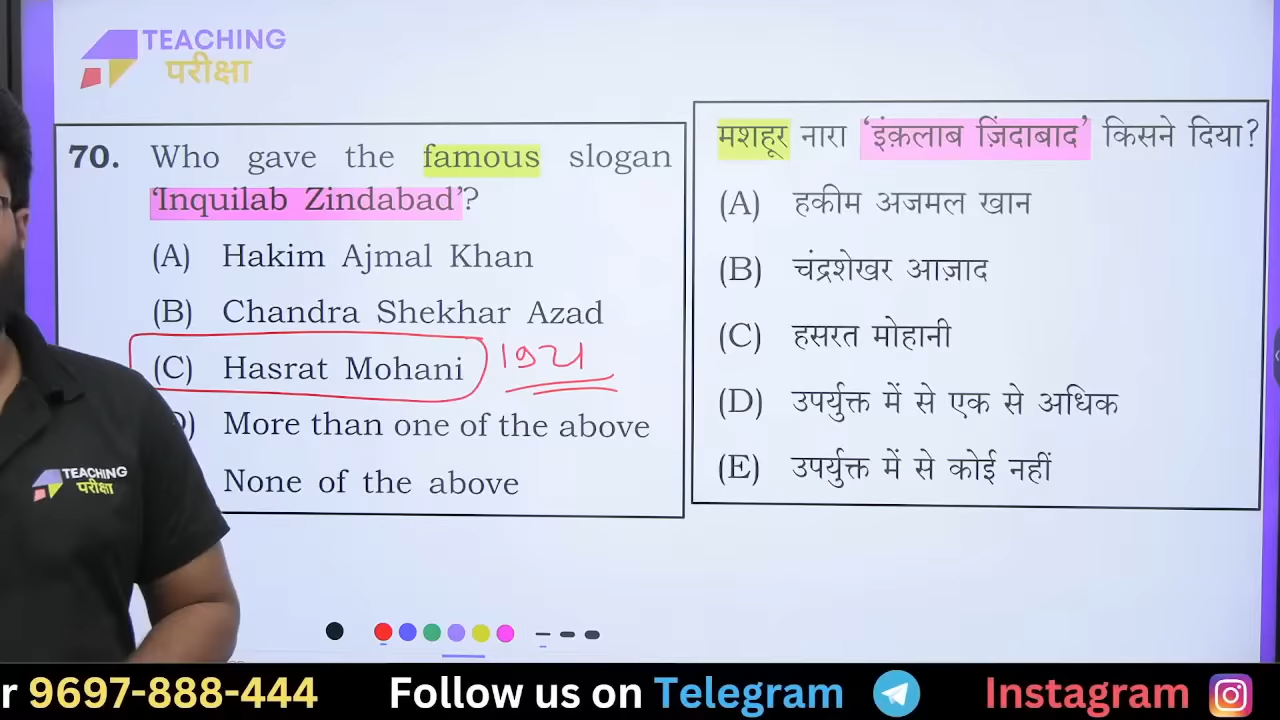 TEACHING
परीक्षा
70. Who gave the famous slogan
‘Inquilab Zindabad’?
(A) Hakim Ajmal Khan
(B) Chandra Shekhar Azad
(C) Hasrat Mohani 1921
) More than one of the above
None of the above
मशहूर नारा ‘इंक़लाब ज़िंदाबाद’ किसने दिया?
(A) हकीम अजमल खान
(B) चंद्रशेखर आज़ाद
(C) हसरत मोहानी
(D) उपर्युक्त में से एक से अधिक
(E) उपर्युक्त में से कोई नहीं
TEACHING
परीक्षा
r 9697-888-444 Follow us on Telegram Instagram